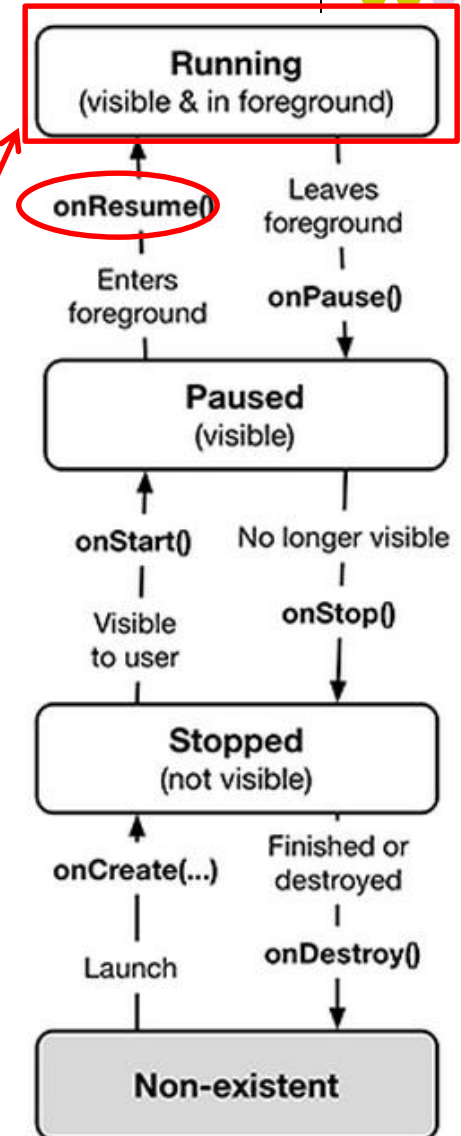 Running
(visible & in foreground)
onResume()
Enters
foreground
Leaves
foreground
onPause()
Paused
(visible)
onStart()
Visible
to user
No longer visible
onStop()
Stopped
(not visible)
onCreate(...)
Launch
Finished or
destroyed
onDestroy()
Non-existent